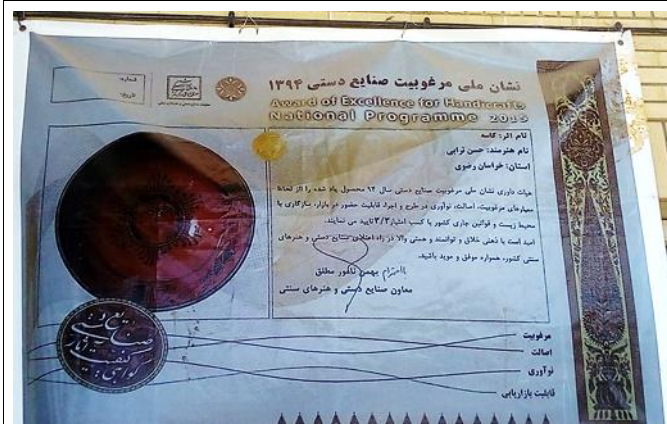 نشان ملی مرغوبیت صنایع دستی ۱۳۹۴
Award of Excellence for Handicrafts
National Programme 2015
شماره:
تاریخ:
نام اثر: کاسه
نام هنرمند: حسن ترابی
استان: خراسان رضوی
هیات داوری نشان ملی مرغوبیت صنایع دستی سال ۹۴ محصول یاد شده را از لحاظ
معیارهای مرغوبیت، اصالت، نوآوری در طرح و اجرا، قابلیت حضور در بازار، سازگاری با
محیط زیست و قوانین جاری کشور با کسب امتیاز ۳/۳ تایید می نمایند.
امید است با ذهنی خلاق و توانمند و همتی والا در راه اعتلای صنایع دستی و هنرهای
سنتی کشور، همواره موفق و موید باشید.
با احترام بهمن نامور مطلق
معاون صنایع دستی و هنرهای سنتی
مرغوبیت
اصالت
نوآوری
قابلیت بازاریابی